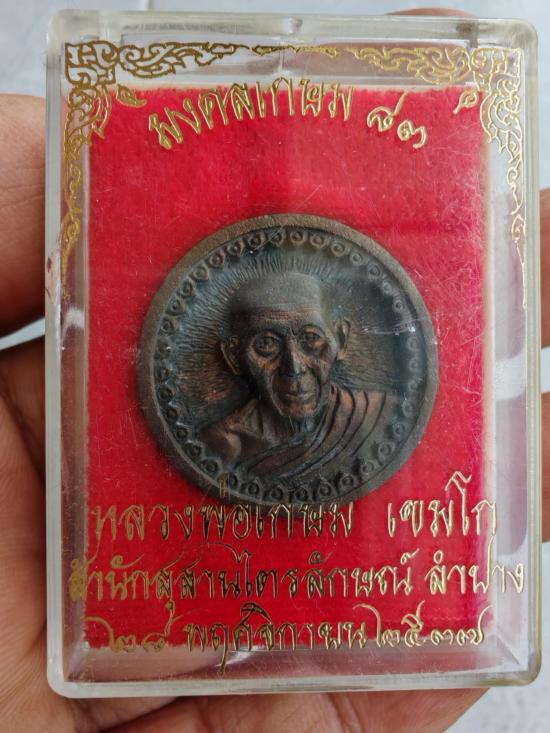 มงคลเกษม ๘๓
หลวงพ่อเกษม เขมโก
สำนักสุสานไตรลักษณ์ ลำปาง
๒๘ พฤศจิกายน ๒๕๓๗